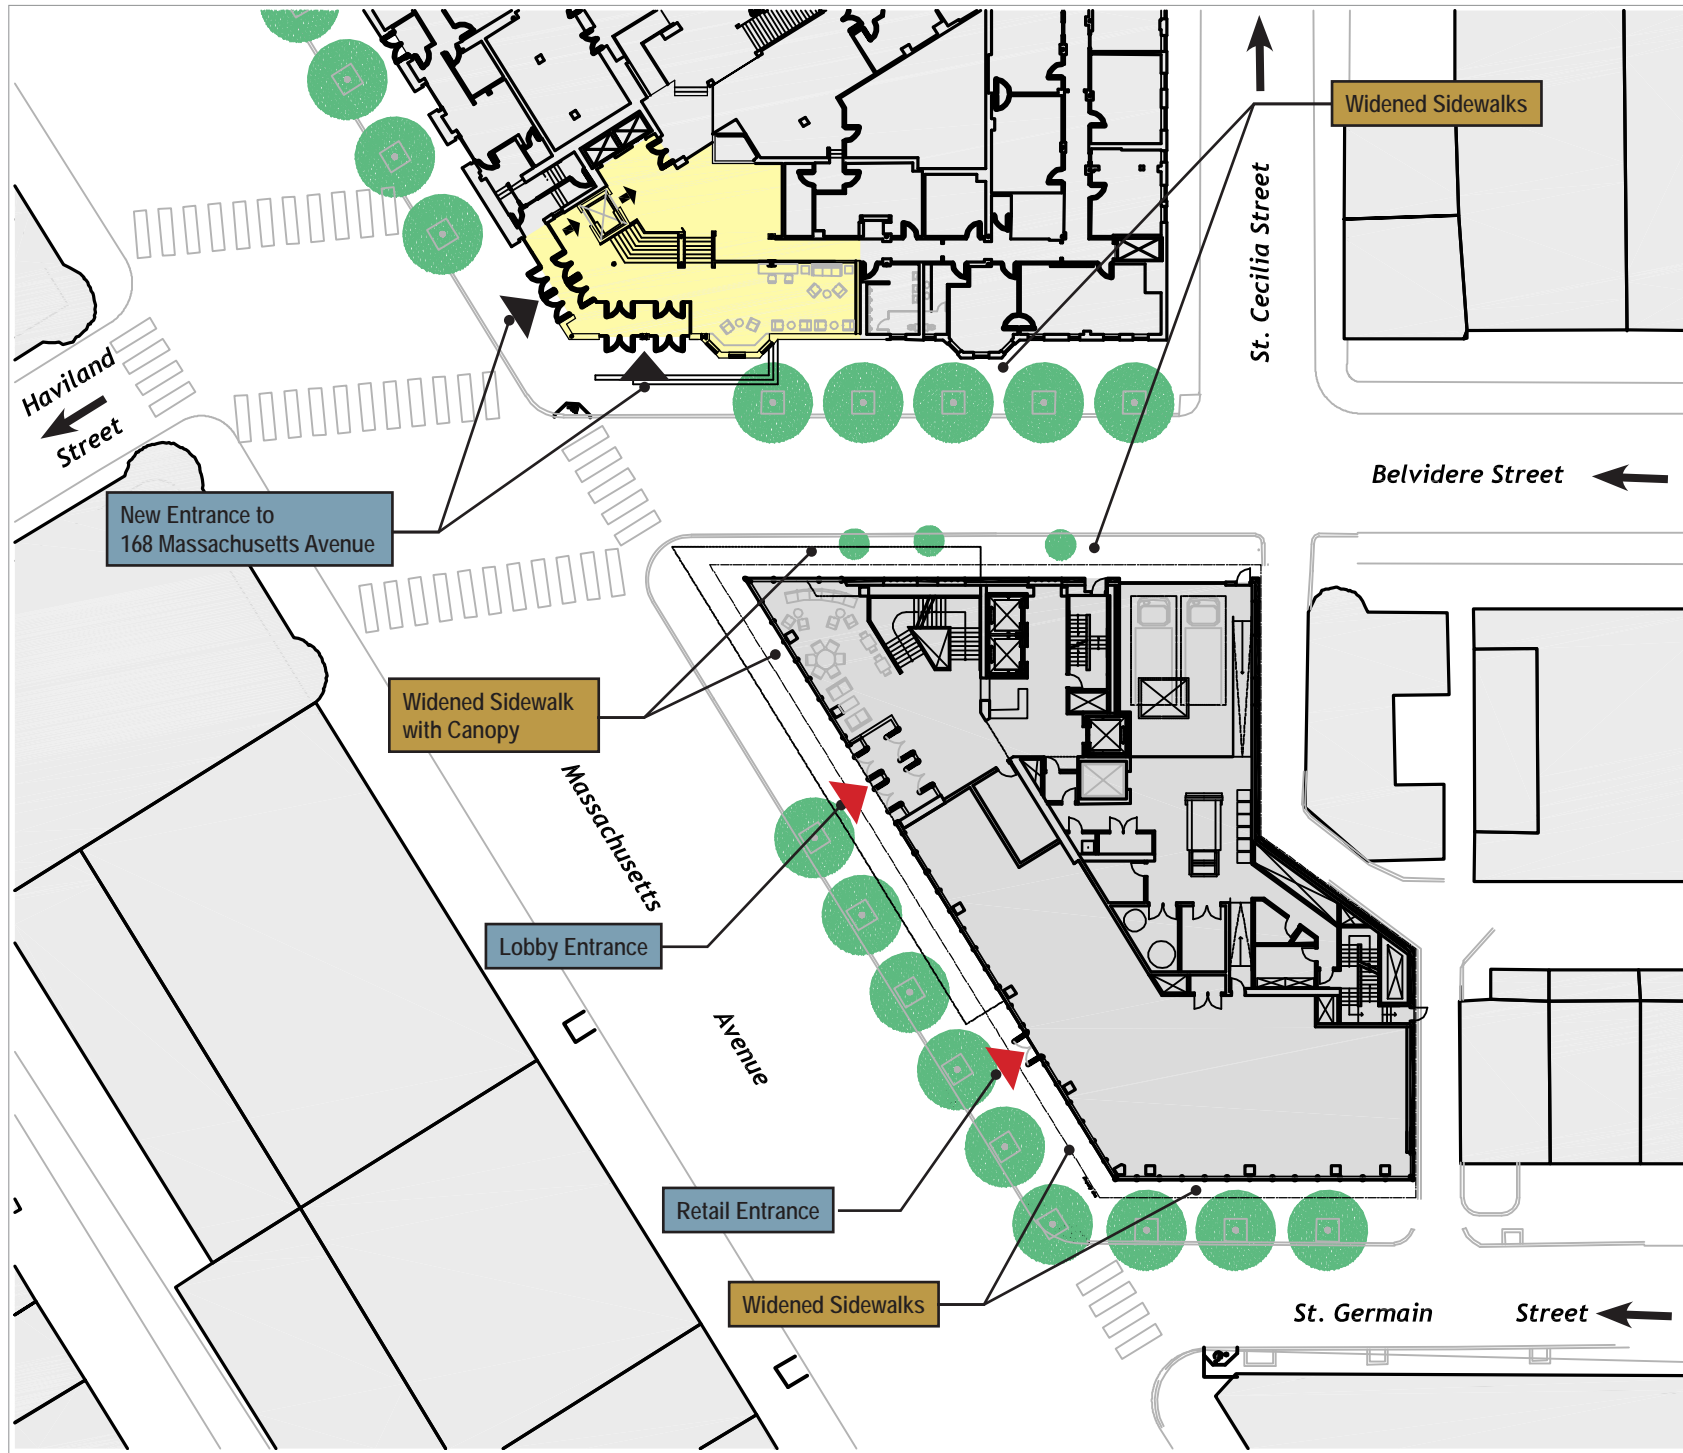 Widened Sidewalks
St. Cecilia Street
Haviland
Street
Belvidere Street
New Entrance to
168 Massachusetts Avenue
Widened Sidewalk
with Canopy
Massachusetts
Avenue
Lobby Entrance
Retail Entrance
Widened Sidewalks
St. Germain Street